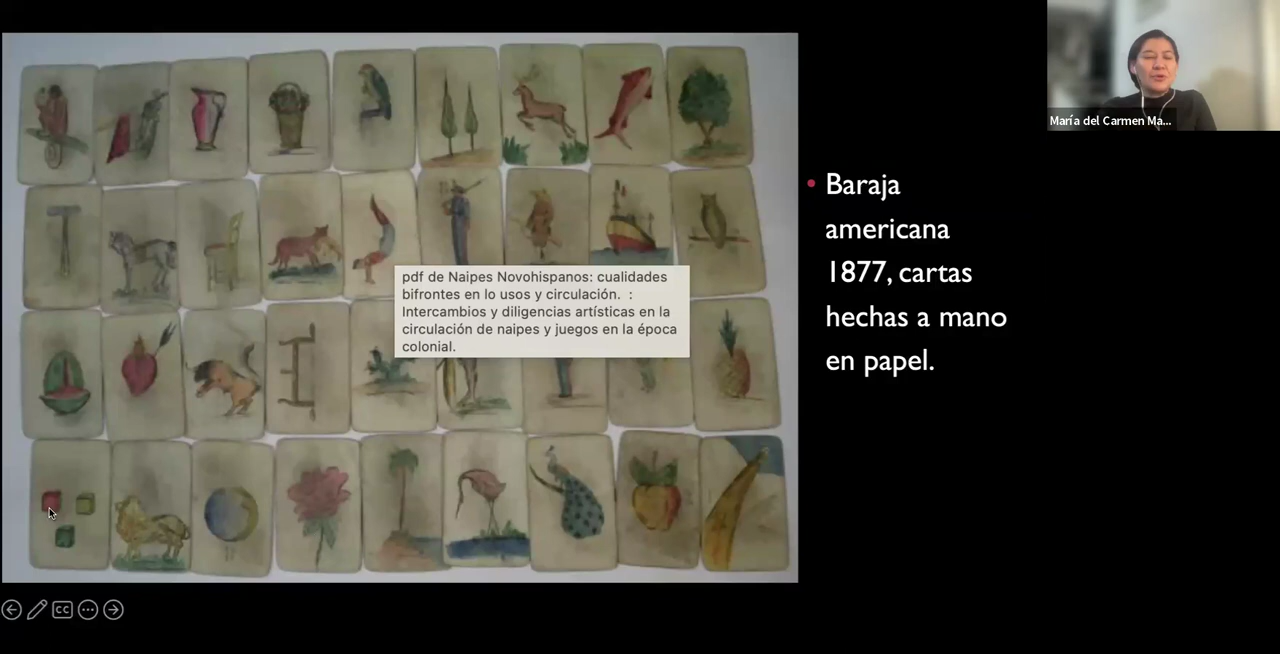 María del Carmen Ma...
Baraja
americana
1877, cartas
hechas a mano
en papel.
pdf de Naipes Novohispanos: cualidades
bifrontes en lo usos y circulación.  :
Intercambios y diligencias artísticas en la
circulación de naipes y juegos en la época
colonial.
CC